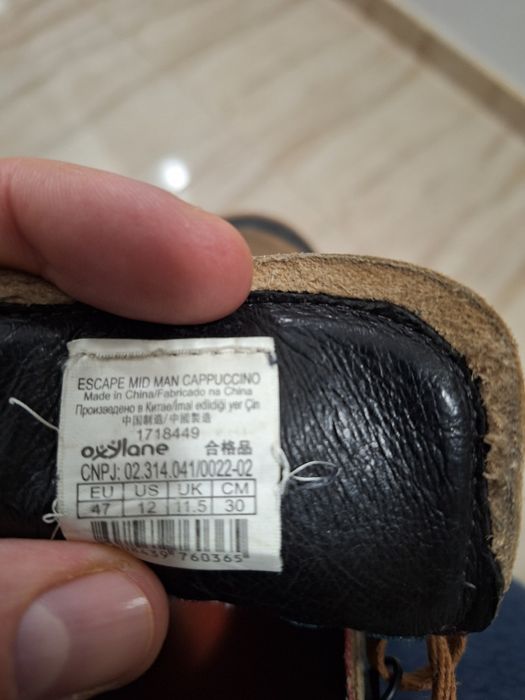 ESCAPE MID MAN CAPPUCCINO
Made in China/Fabricado na China
Произведено в Китае/İmal edildiği yer Çin
中国制造/中國製造
1718449
oxylane 合格品
CNPJ: 02.314.041/0022-02
EU US UK CM
47 12 11.5 30
439 760365